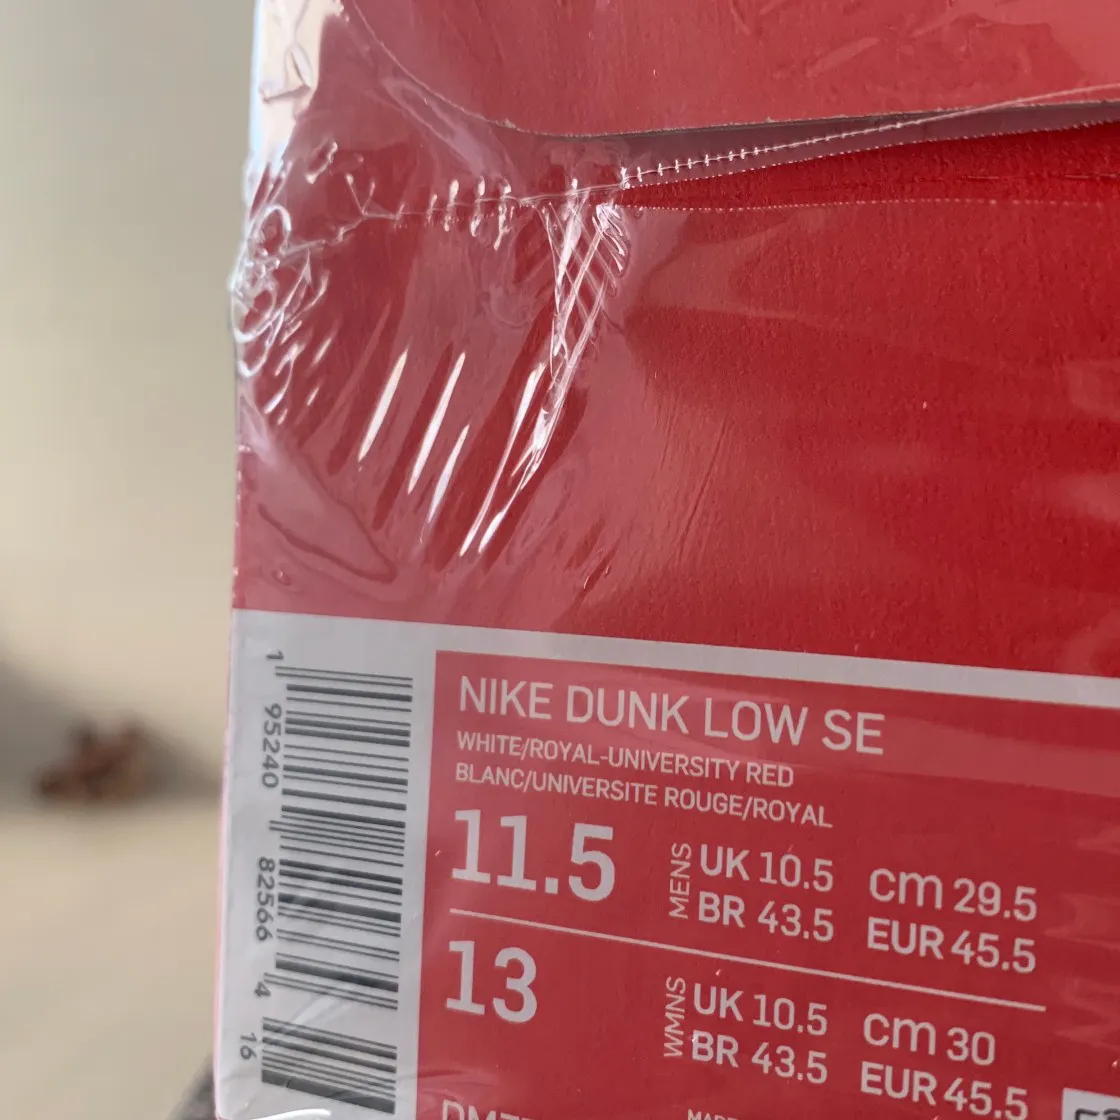 NIKE DUNK LOW SE
WHITE/ROYAL-UNIVERSITY RED
BLANC/UNIVERSITE ROUGE/ROYAL
11.5
MENS
UK 10.5
CM 29.5
BR 43.5
EUR 45.5
13
WMNS
UK 10.5
CM 30
BR 43.5
EUR 45.5
1 95240 82566 4
16